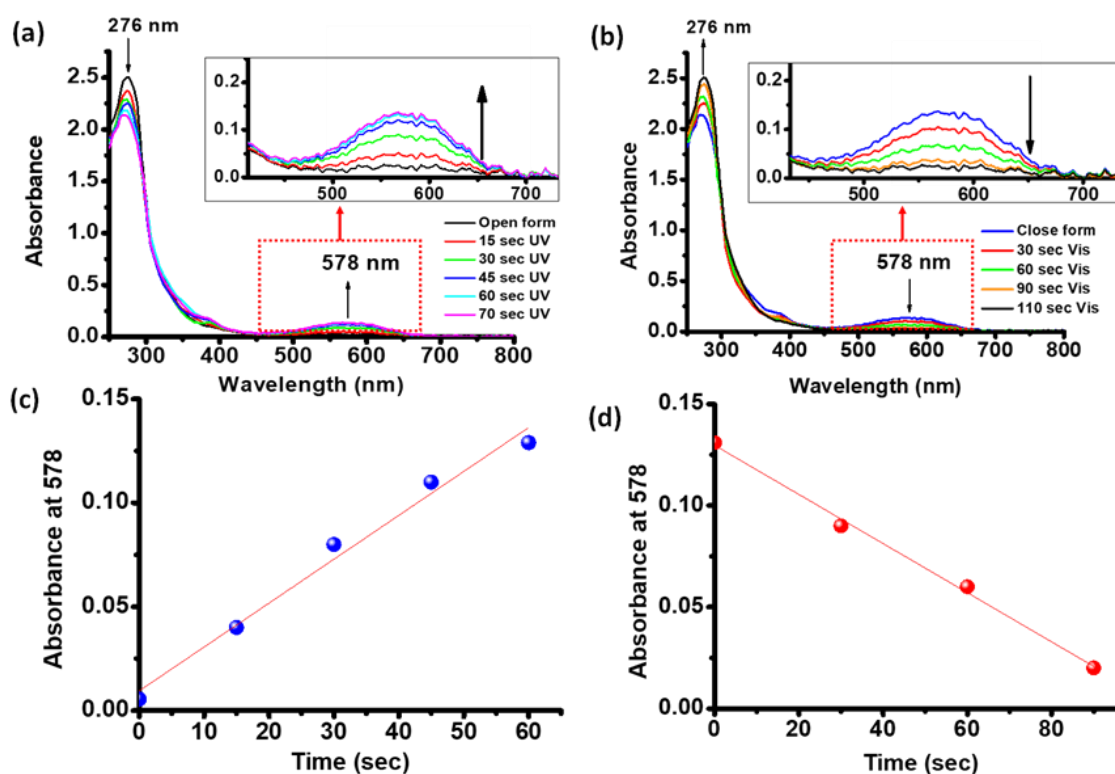 (a)
276 nm
Absorbance
2.5
2.0
1.5
1.0
0.5
0.0
300 400 500 600 700 800
Wavelength (nm)
0.2
0.1
0.0
500 600 700
578 nm
Open form
15 sec UV
30 sec UV
45 sec UV
60 sec UV
70 sec UV
(b)
276 nm
Absorbance
2.5
2.0
1.5
1.0
0.5
0.0
300 400 500 600 700 800
Wavelength (nm)
0.2
0.1
0.0
500 600 700
578 nm
Close form
30 sec Vis
60 sec Vis
90 sec Vis
110 sec Vis
(c)
Absorbance at 578
0.15
0.10
0.05
0.00
0 10 20 30 40 50 60
Time (sec)
(d)
Absorbance at 578
0.15
0.10
0.05
0.00
0 20 40 60 80
Time (sec)